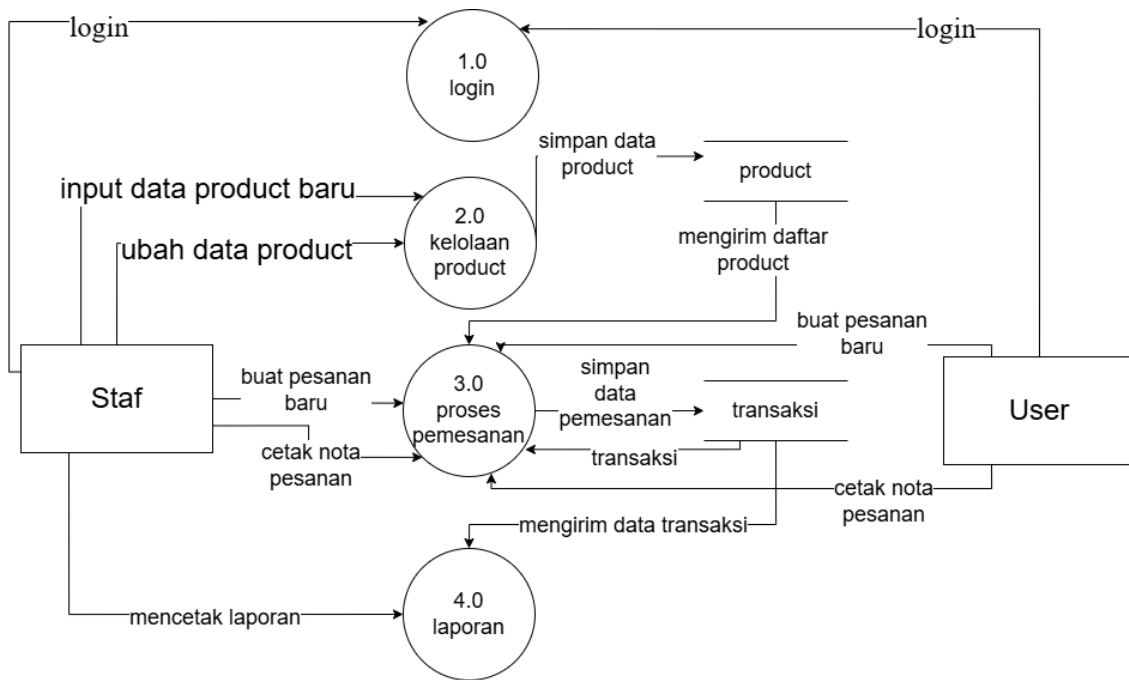 login
login
1.0
login
simpan data
product
product
input data product baru
2.0
kelolaan
product
ubah data product
mengirim daftar
product
buat pesanan
baru
Staf
buat pesanan
baru
3.0
proses
pemesanan
simpan
data
pemesanan
transaksi
User
cetak nota
pesanan
transaksi
cetak nota
pesanan
mengirim data transaksi
4.0
laporan
mencetak laporan